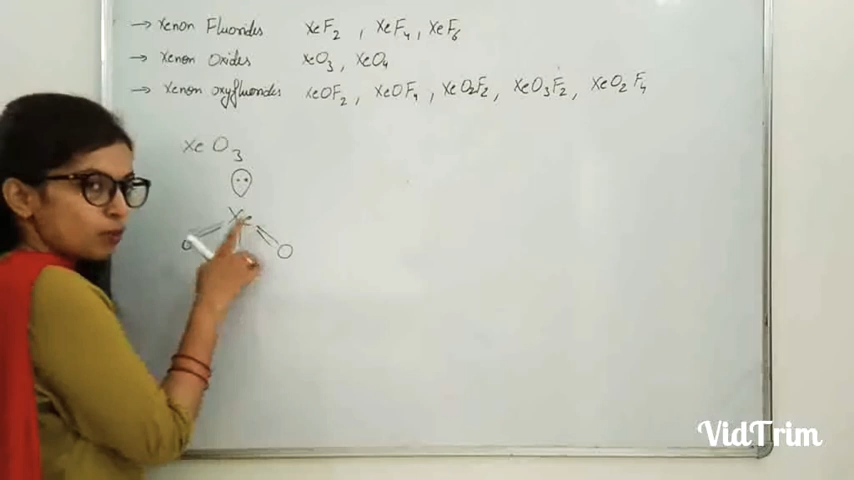 → Xenon Fluorides XeF2 , XeF4, XeF6
→ Xenon Oxides XeO3, XeO4
→ Xenon oxyfluorides XeOF2, XeOF4, XeO2F2, XeO3F2, XeO2F4
XeO3
Xe
O O
VidTrim